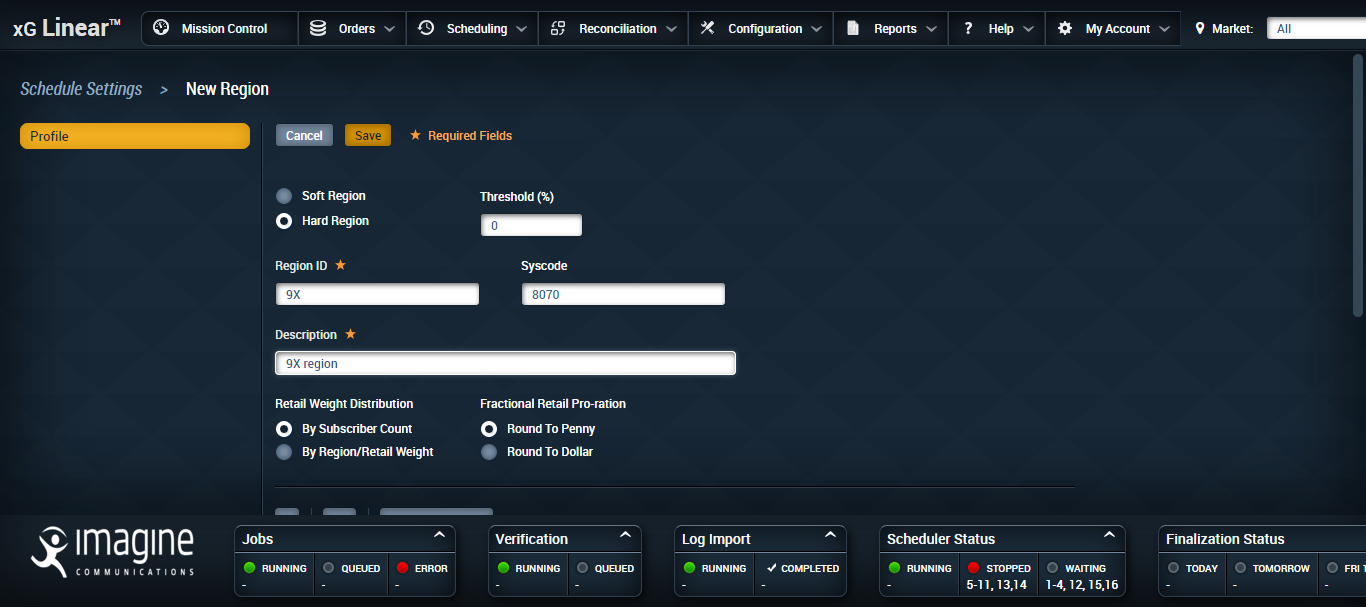 xG Linear™ Mission Control Orders Scheduling Reconciliation Configuration Reports ? Help My Account Market: All
Schedule Settings > New Region
Profile Cancel Save ★ Required Fields
Soft Region Threshold (%)
Hard Region 0
Region ID ★ Syscode
9X 8070
Description ★
9X region
Retail Weight Distribution Fractional Retail Pro-ration
By Subscriber Count Round To Penny
By Region/Retail Weight Round To Dollar
imagine
COMMUNICATIONS
Jobs
RUNNING QUEUED ERROR
- - -
Verification
RUNNING QUEUED
- -
Log Import
RUNNING COMPLETED
- -
Scheduler Status
RUNNING STOPPED WAITING
- 5-11, 13,14 1-4, 12, 15,16
Finalization Status
TODAY TOMORROW FRI
- - -